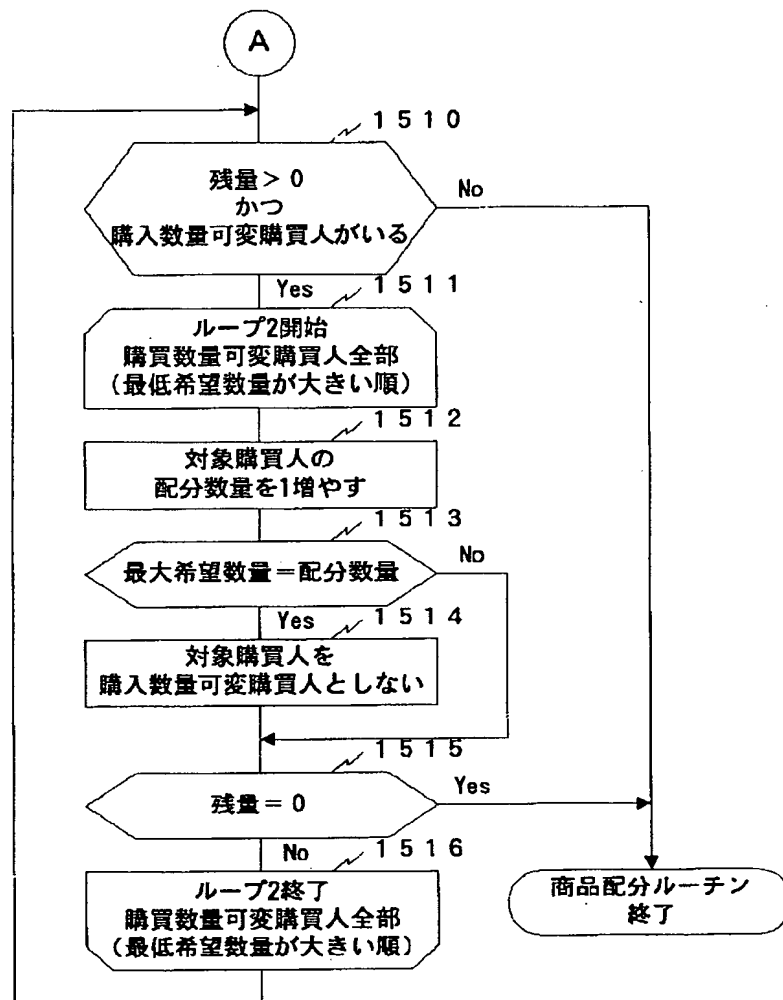 A
1510
残量>0
かつ
購入数量可変購買人がいる
No
Yes
1511
ループ2開始
購買数量可変購買人全部
(最低希望数量が大きい順)
1512
対象購買人の
配分数量を1増やす
1513
最大希望数量=配分数量
No
Yes
1514
対象購買人を
購入数量可変購買人としない
1515
残量=0
Yes
No
1516
ループ2終了
購買数量可変購買人全部
(最低希望数量が大きい順)
商品配分ルーチン
終了